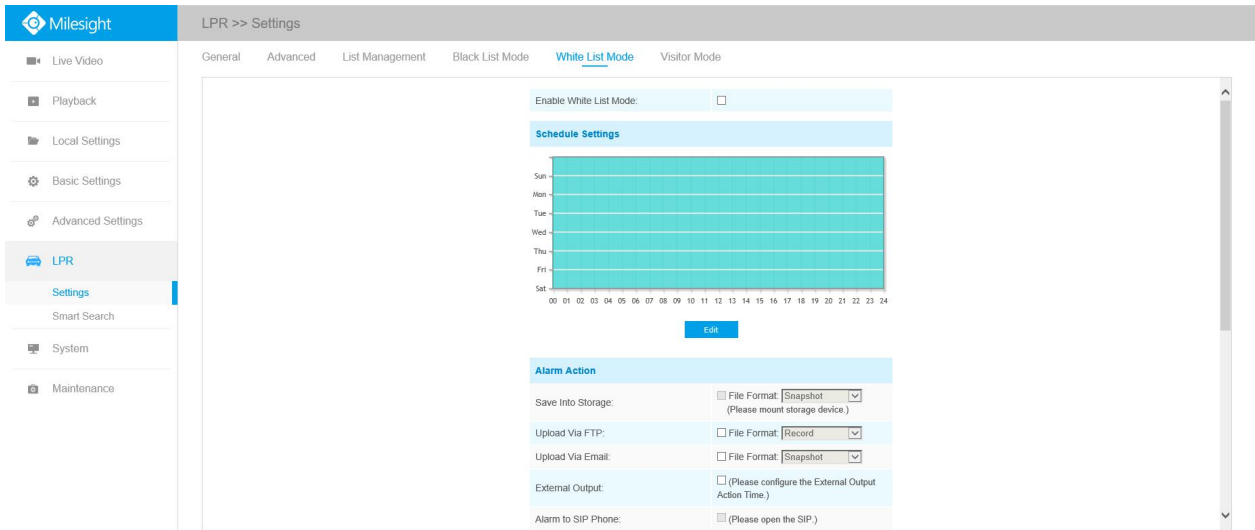 Milesight
LPR >> Settings
Live Video
Playback
Local Settings
Basic Settings
Advanced Settings
LPR
Settings
Smart Search
System
Maintenance
General Advanced List Management Black List Mode White List Mode Visitor Mode
Enable White List Mode:
Schedule Settings
Sun
Mon
Tue
Wed
Thu
Fri
Sat
00 01 02 03 04 05 06 07 08 09 10 11 12 13 14 15 16 17 18 19 20 21 22 23 24
Edit
Alarm Action
Save Into Storage: File Format: Snapshot
(Please mount storage device.)
Upload Via FTP: File Format: Record
Upload Via Email: File Format: Snapshot
External Output: (Please configure the External Output
Action Time.)
Alarm to SIP Phone: (Please open the SIP.)